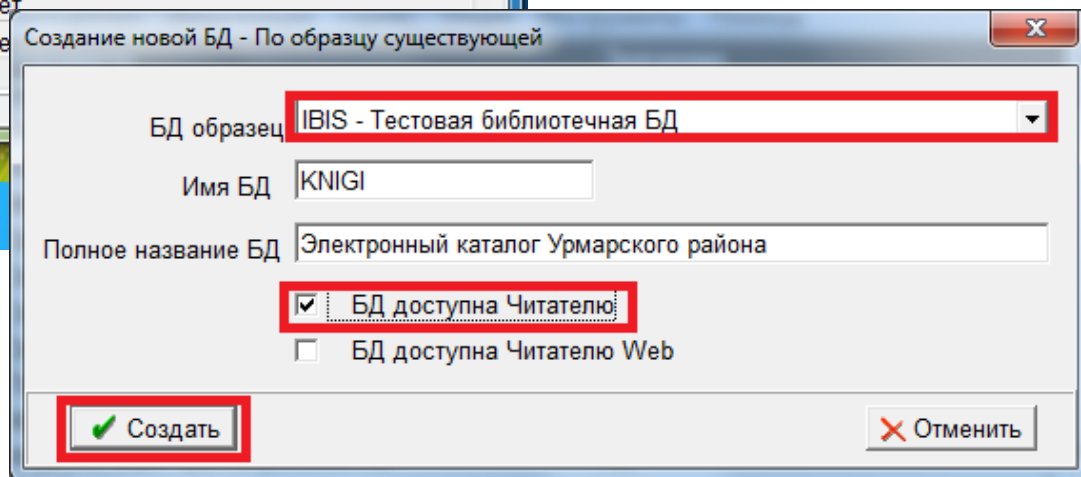 ет
Создание новой БД - По образцу существующей
БД образец IBIS - Тестовая библиотечная БД
Имя БД KNIGI
Полное название БД Электронный каталог Урмарского района
БД доступна Читателю
БД доступна Читателю Web
Создать Отменить